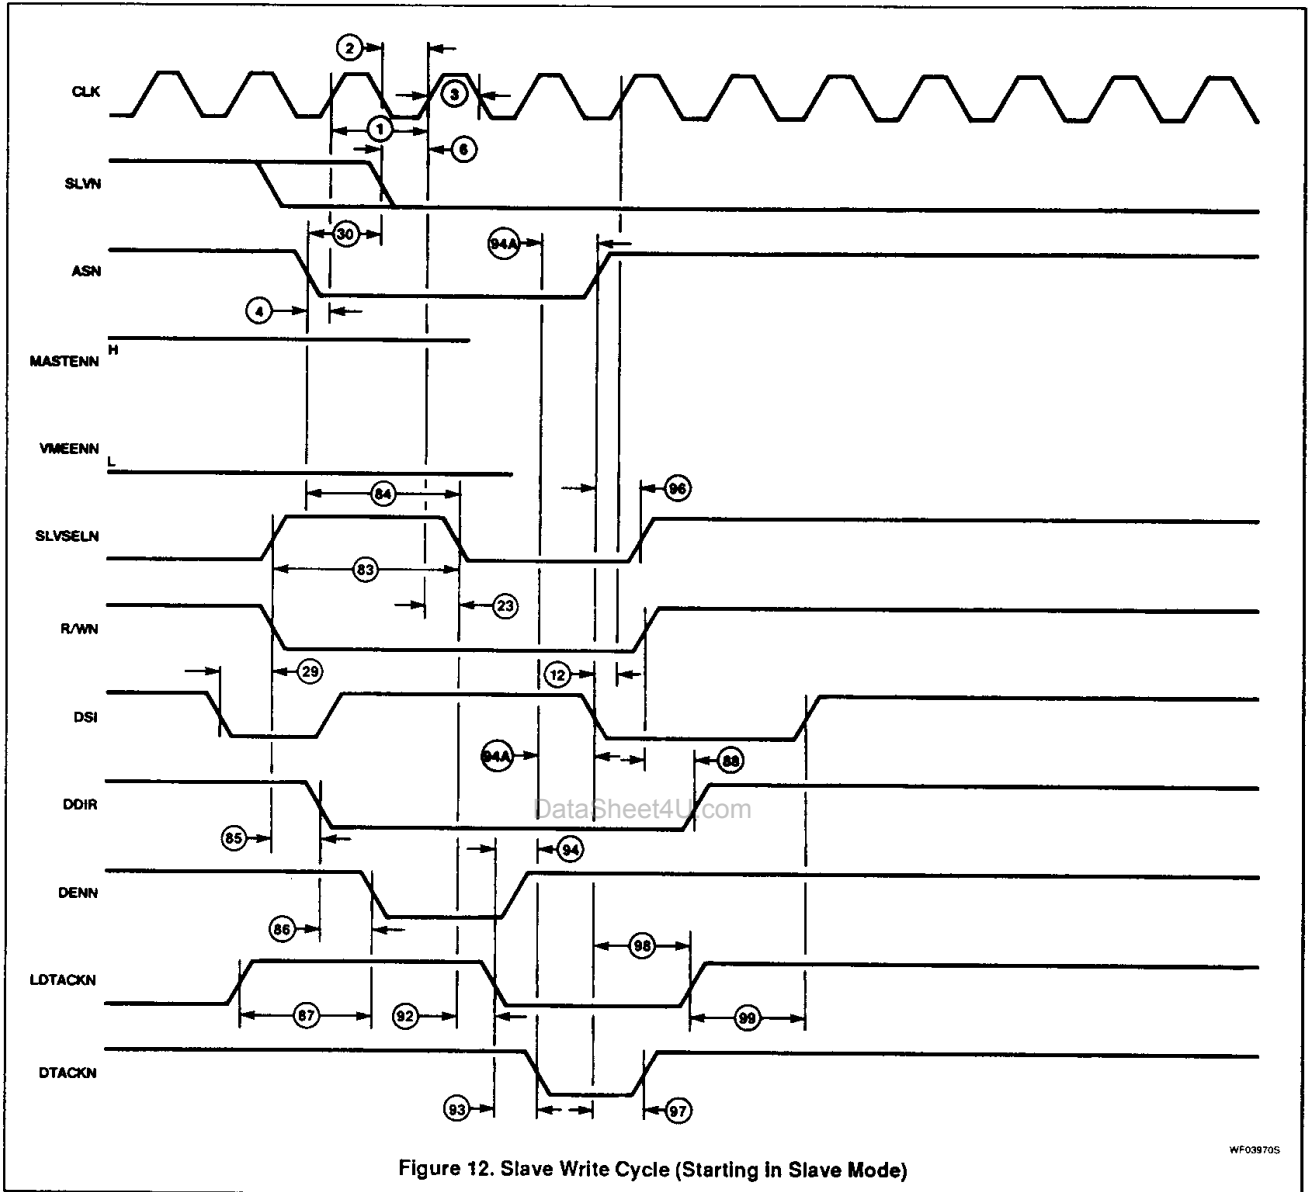 2
CLK
3
1
6
SLVN
30
94A
ASN
4
H
MASTENN
VMEENN
L
84
96
SLVSELN
83
23
R/WN
29
12
DSI
94A
88
DDIR
DataSheet4U.com
85
94
DENN
86
98
LDTACKN
87
92
99
DTACKN
93
97
WF03970S
Figure 12. Slave Write Cycle (Starting in Slave Mode)